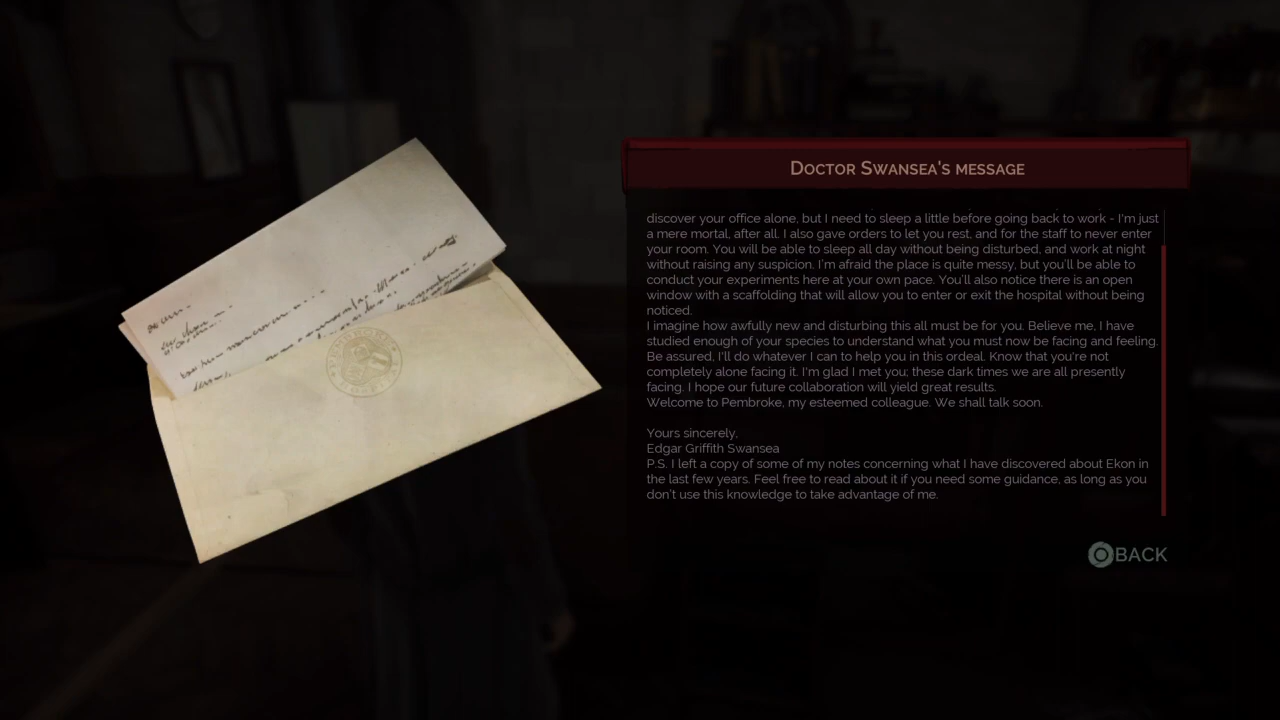 DOCTOR SWANSEA'S MESSAGE
discover your office alone, but I need to sleep a little before going back to work - I'm just
a mere mortal, after all. I also gave orders to let you rest, and for the staff to never enter
your room. You will be able to sleep all day without being disturbed, and work at night
without raising any suspicion. I'm afraid the place is quite messy, but you'll be able to
conduct your experiments here at your own pace. You'll also notice there is an open
window with a scaffolding that will allow you to enter or exit the hospital without being
noticed.
I imagine how awfully new and disturbing this all must be for you. Believe me, I have
studied enough of your species to understand what you must now be facing and feeling.
Be assured, I'll do whatever I can to help you in this ordeal. Know that you're not
completely alone facing it. I'm glad I met you; these dark times we are all presently
facing. I hope our future collaboration will yield great results.
Welcome to Pembroke, my esteemed colleague. We shall talk soon.
Yours sincerely,
Edgar Griffith Swansea
P.S. I left a copy of some of my notes concerning what I have discovered about Ekon in
the last few years. Feel free to read about it if you need some guidance, as long as you
don't use this knowledge to take advantage of me.
BACK